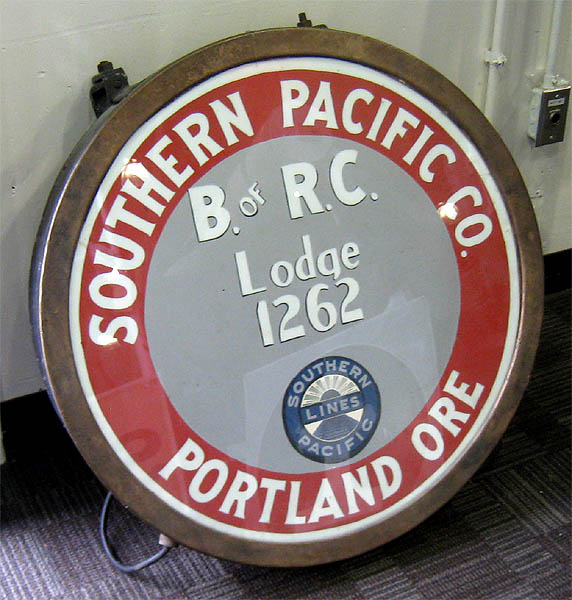 SOUTHERN PACIFIC CO.
B. OF R.C.
Lodge
1262
SOUTHERN
LINES
PACIFIC
PORTLAND ORE